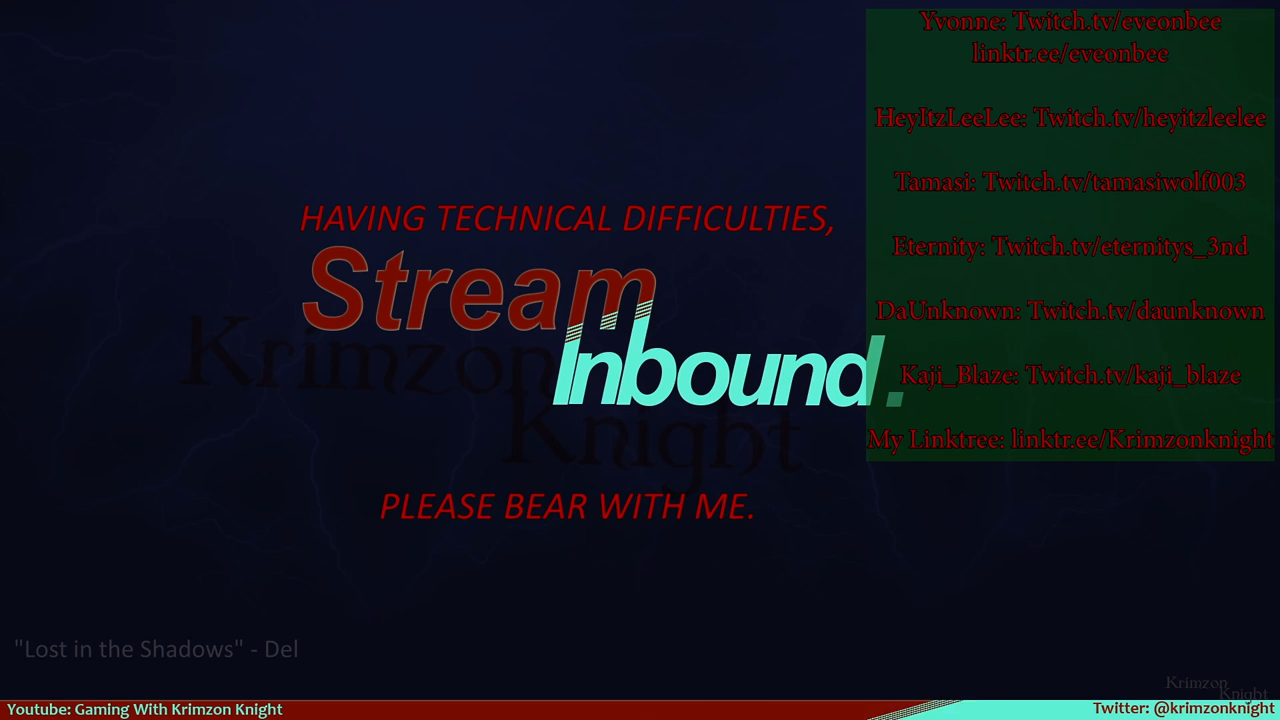 Yvonne: Twitch.tv/eveonbee
linktr.ee/eveonbee
HeyItzLeeLee: Twitch.tv/heyitzleelee
Tamasi: Twitch.tv/tamasiwolf003
Eternity: Twitch.tv/eternitys_3nd
DaUnknown: Twitch.tv/daunknown
Kaji_Blaze: Twitch.tv/kaji_blaze
My Linktree: linktr.ee/Krimzonknight
HAVING TECHNICAL DIFFICULTIES,
Stream
Inbound.
Krimzon
Knight
PLEASE BEAR WITH ME.
"Lost in the Shadows" - Del
Krimzon
Knight
Youtube: Gaming With Krimzon Knight
Twitter: @krimzonknight